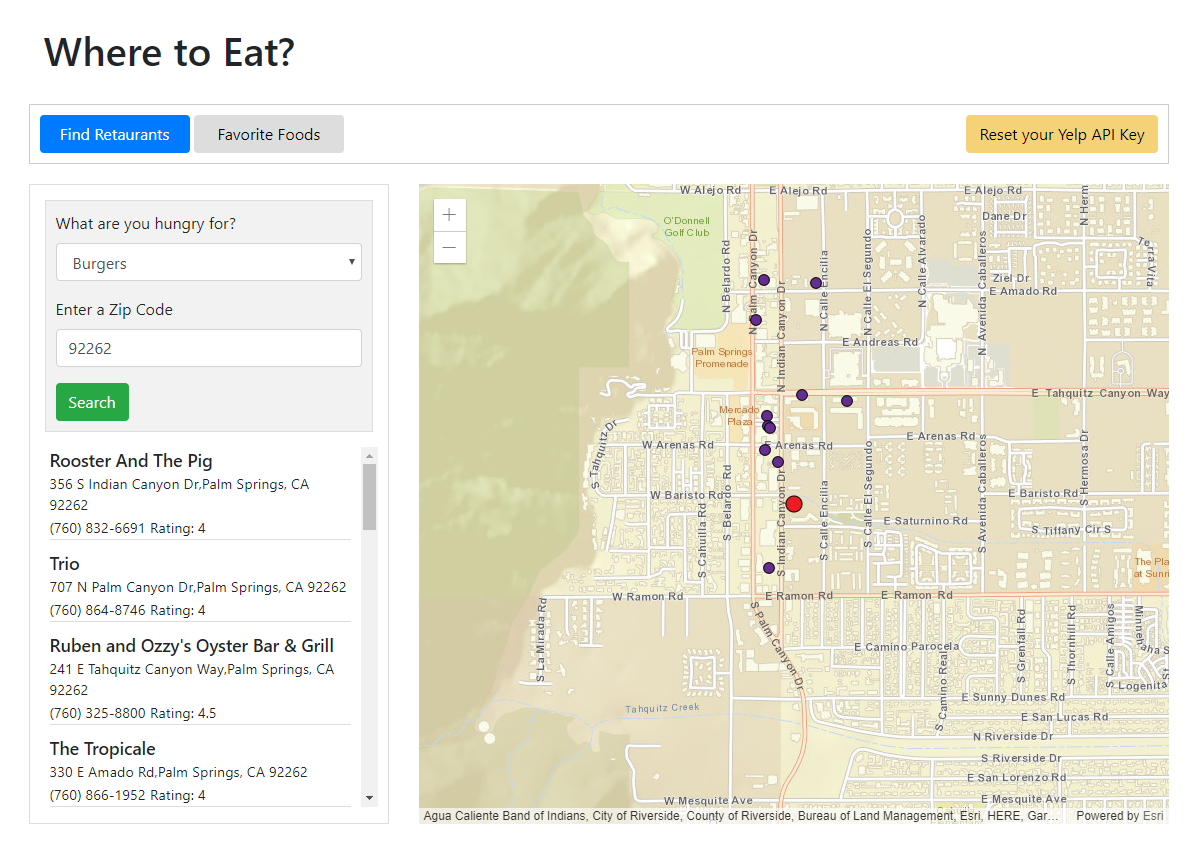 Where to Eat?
Find Retaurants
Favorite Foods
Reset your Yelp API Key
What are you hungry for?
Burgers
Enter a Zip Code
92262
Search
Rooster And The Pig
356 S Indian Canyon Dr,Palm Springs, CA
92262
(760) 832-6691 Rating: 4
Trio
707 N Palm Canyon Dr,Palm Springs, CA 92262
(760) 864-8746 Rating: 4
Ruben and Ozzy's Oyster Bar & Grill
241 E Tahquitz Canyon Way,Palm Springs, CA
92262
(760) 325-8800 Rating: 4.5
The Tropicale
330 E Amado Rd,Palm Springs, CA 92262
(760) 866-1952 Rating: 4
+
−
W Alejo Rd
E Alejo Rd
E Alejo Rd
O'Donnell
Golf Club
Dane Dr
N Herm
Terra Vita
N Belardo Rd
N Palm Canyon Dr
N Indian Canyon Dr
N Calle Encilia
N Calle El Segundo
N Calle Alvarado
N Avenida Caballeros
Ziel Dr
E Amado Rd
E Andreas Rd
Palm Springs
Promenade
E Tahquitz Canyon Way
Mercado
Plaza
S Tahquitz Dr
W Arenas Rd
E Arenas Rd
E Arenas Rd
S Hermosa Dr
W Baristo Rd
E Baristo Rd
S Cahuilla Rd
S Belardo Rd
S Indian Canyon Dr
S Calle Encilia
S Calle El Segundo
S Avenida Caballeros
E Saturnino Rd
S Tiffany Cir S
The Pla
at Sunri
W Ramon Rd
E Ramon Rd
E Ramon Rd
S La Mirada Rd
S Palm Canyon Dr
E Camino Parocela
S Camino Real
S Grenfall Rd
S Thornhill Rd
S Calle Amigos
Minneh
aha S
S Logenita
St
E Sunny Dunes Rd
Tahquitz Creek
E San Lucas Rd
N Riverside Dr
S Riverside Dr
E San Lorenzo Rd
W Mesquite Ave
E Mesquite Ave
Agua Caliente Band of Indians, City of Riverside, County of Riverside, Bureau of Land Management, Esri, HERE, Gar…
Powered by Esri